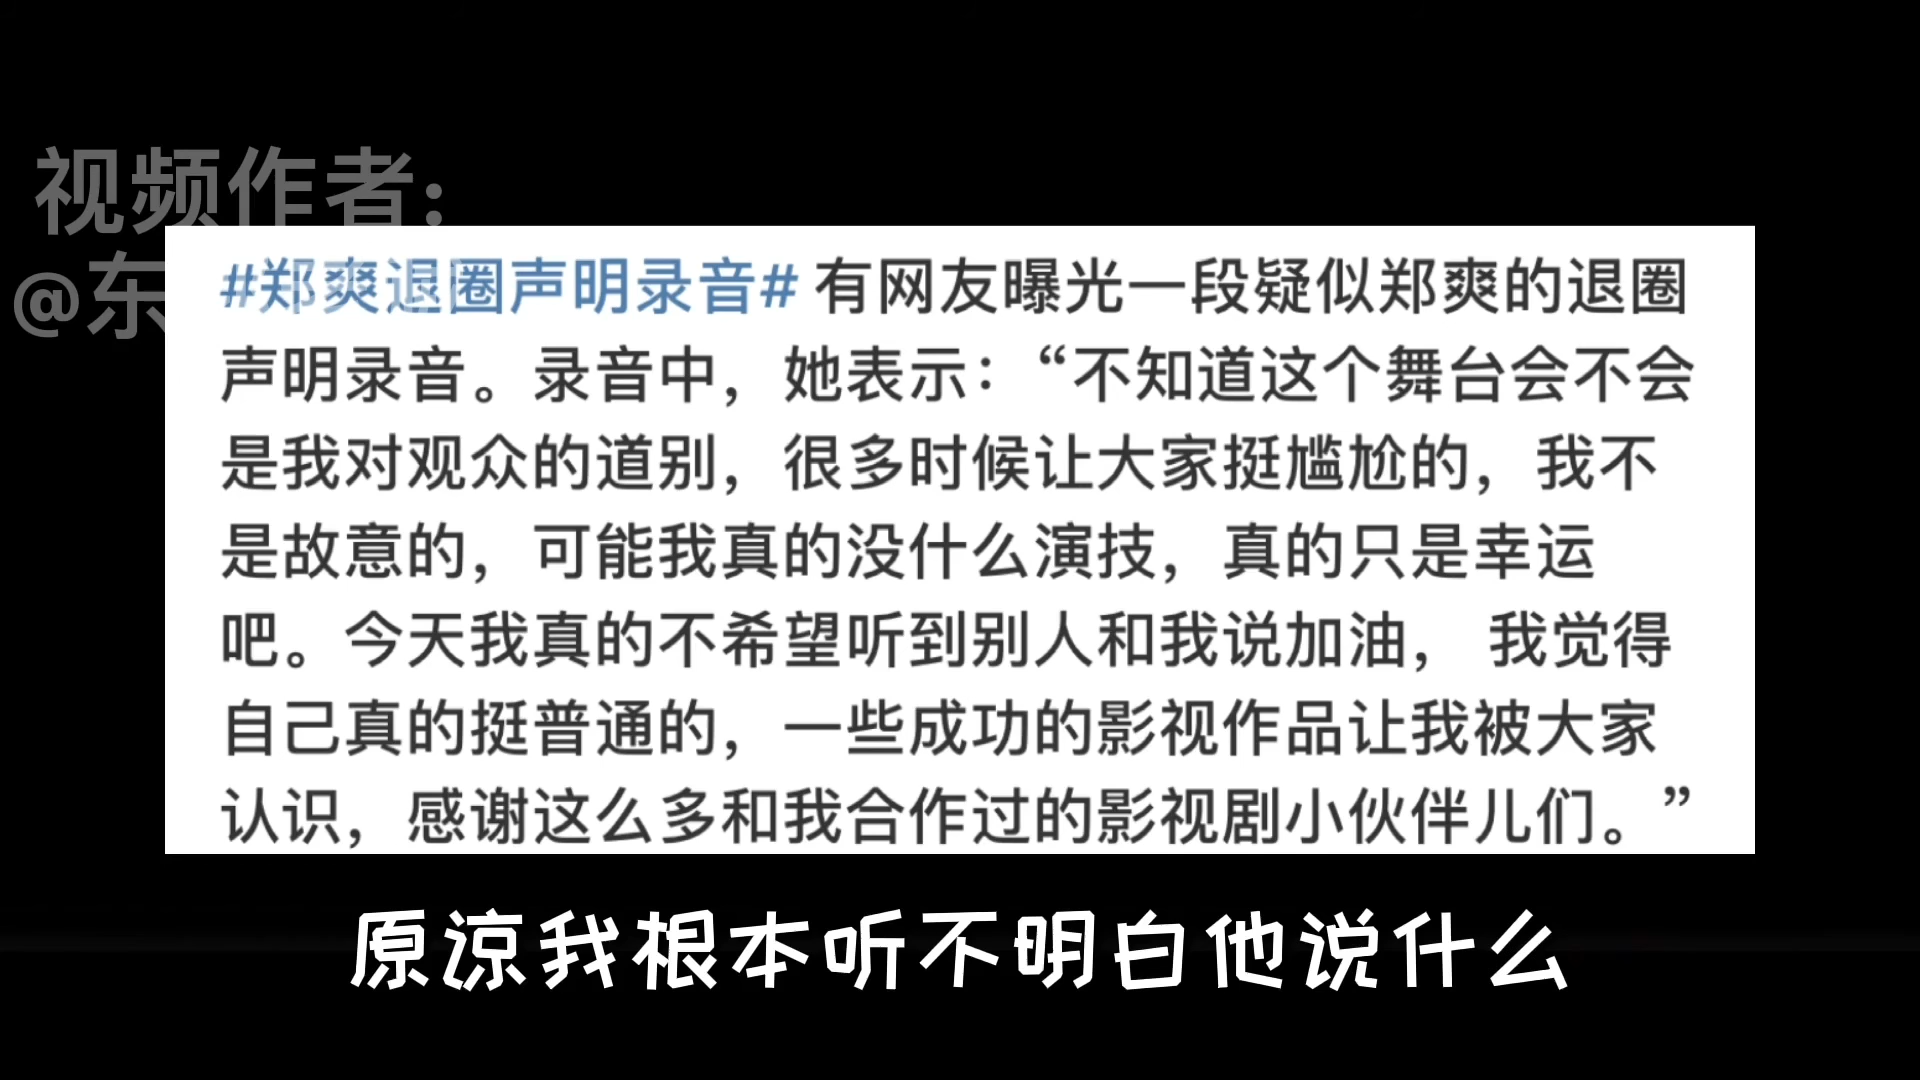 视频作者:
@东
#郑爽退圈声明录音# 有网友曝光一段疑似郑爽的退圈
声明录音。录音中，她表示：“不知道这个舞台会不会
是我对观众的道别，很多时候让大家挺尴尬的，我不
是故意的，可能我真的没什么演技，真的只是幸运
吧。今天我真的不希望听到别人和我说加油， 我觉得
自己真的挺普通的，一些成功的影视作品让我被大家
认识，感谢这么多和我合作过的影视剧小伙伴儿们。”
原谅我根本听不明白他说什么